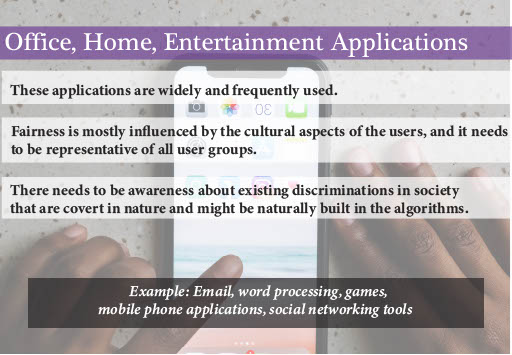 Office, Home, Entertainment Applications
These applications are widely and frequently used.
Fairness is mostly influenced by the cultural aspects of the users, and it needs
to be representative of all user groups.
There needs to be awareness about existing discriminations in society
that are covert in nature and might be naturally built in the algorithms.
Example: Email, word processing, games,
mobile phone applications, social networking tools